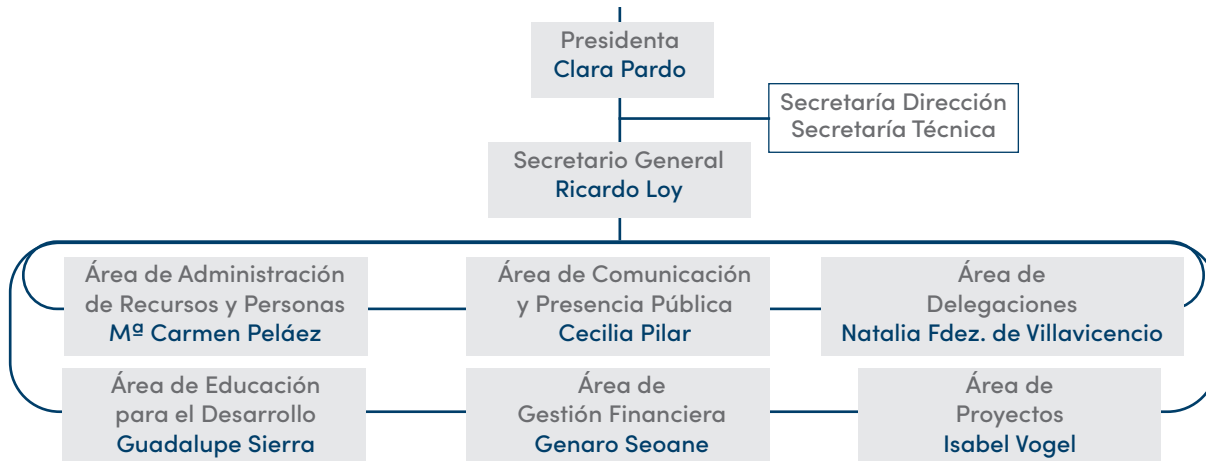 Presidenta
Clara Pardo
Secretaría Dirección
Secretaría Técnica
Secretario General
Ricardo Loy
Área de Administración
de Recursos y Personas
Mª Carmen Peláez
Área de Comunicación
y Presencia Pública
Cecilia Pilar
Área de
Delegaciones
Natalia Fdez. de Villavicencio
Área de Educación
para el Desarrollo
Guadalupe Sierra
Área de
Gestión Financiera
Genaro Seoane
Área de
Proyectos
Isabel Vogel